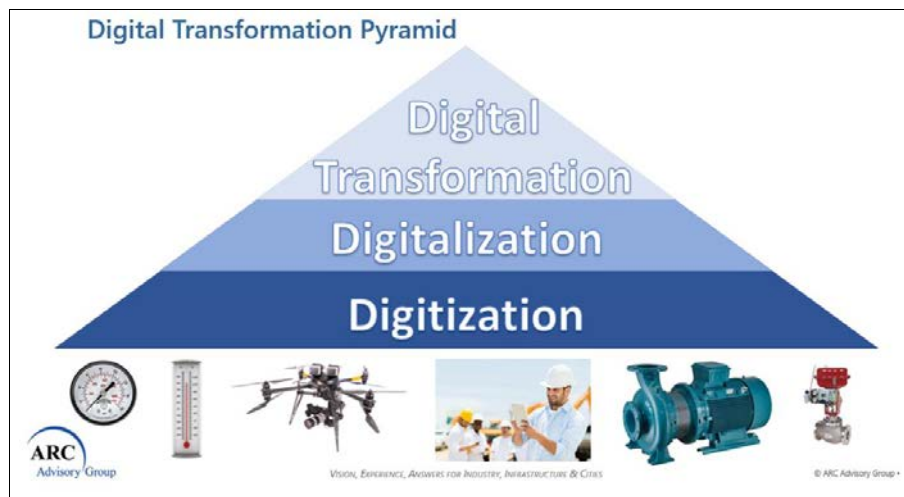 Digital Transformation Pyramid
Digital
Transformation
Digitalization
Digitization
ARC
Advisory Group
VISION, EXPERIENCE, ANSWERS FOR INDUSTRY, INFRASTRUCTURE & CITIES
© ARC Advisory Group •